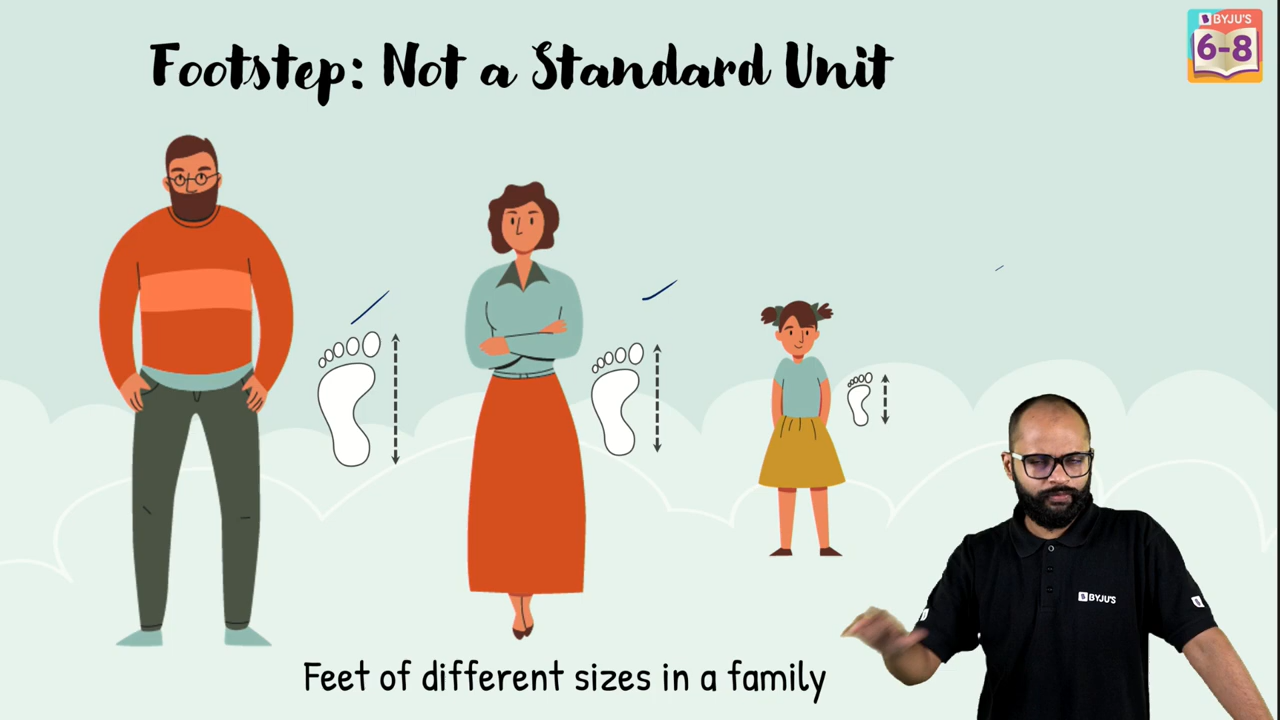 Footstep: Not a Standard Unit
BYJU'S
6-8
BYJU'S
Feet of different sizes in a family